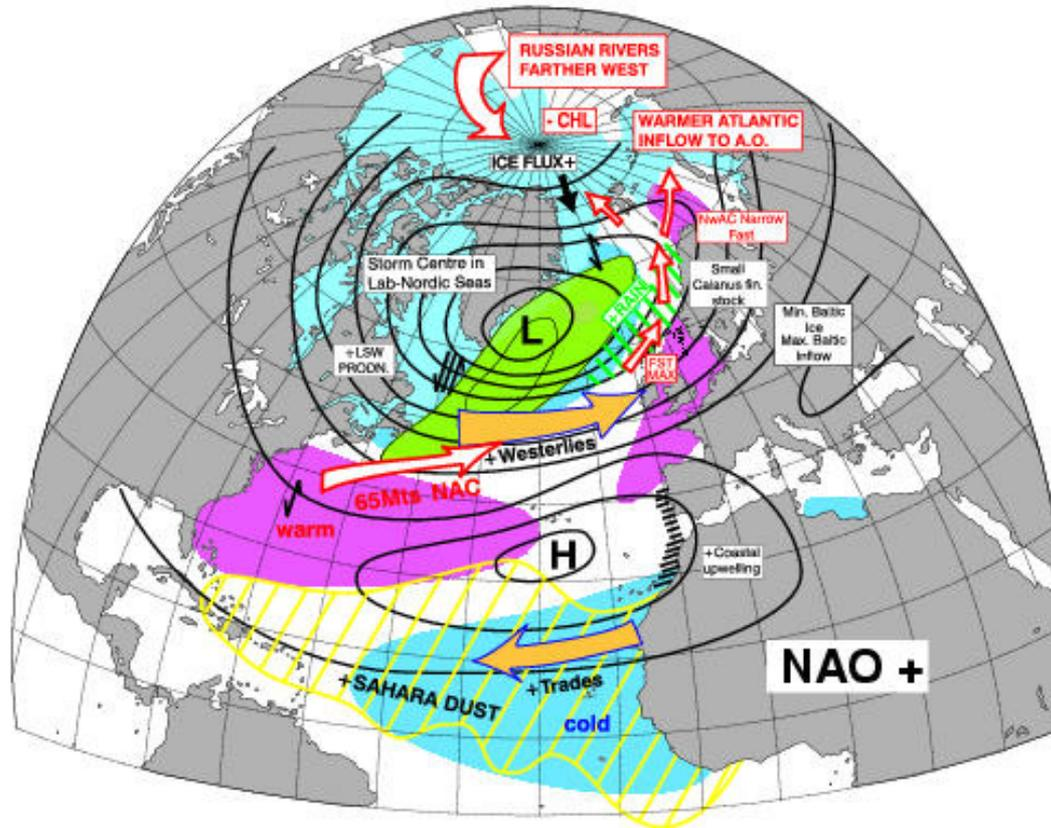 RUSSIAN RIVERS
FARTHER WEST
- CHL
WARMER ATLANTIC
INFLOW TO A.O.
ICE FLUX+
NwAC Narrow
Fast
Storm Centre in
Lab-Nordic Seas
Small
Calanus fin.
stock
+RAIN
Min. Baltic
Ice
Max. Baltic
Inflow
L
+LSW
PRODN.
FST
MAX
+Westerlies
65Mts NAC
warm
H
+Coastal
upwelling
NAO +
+SAHARA DUST
+Trades
cold